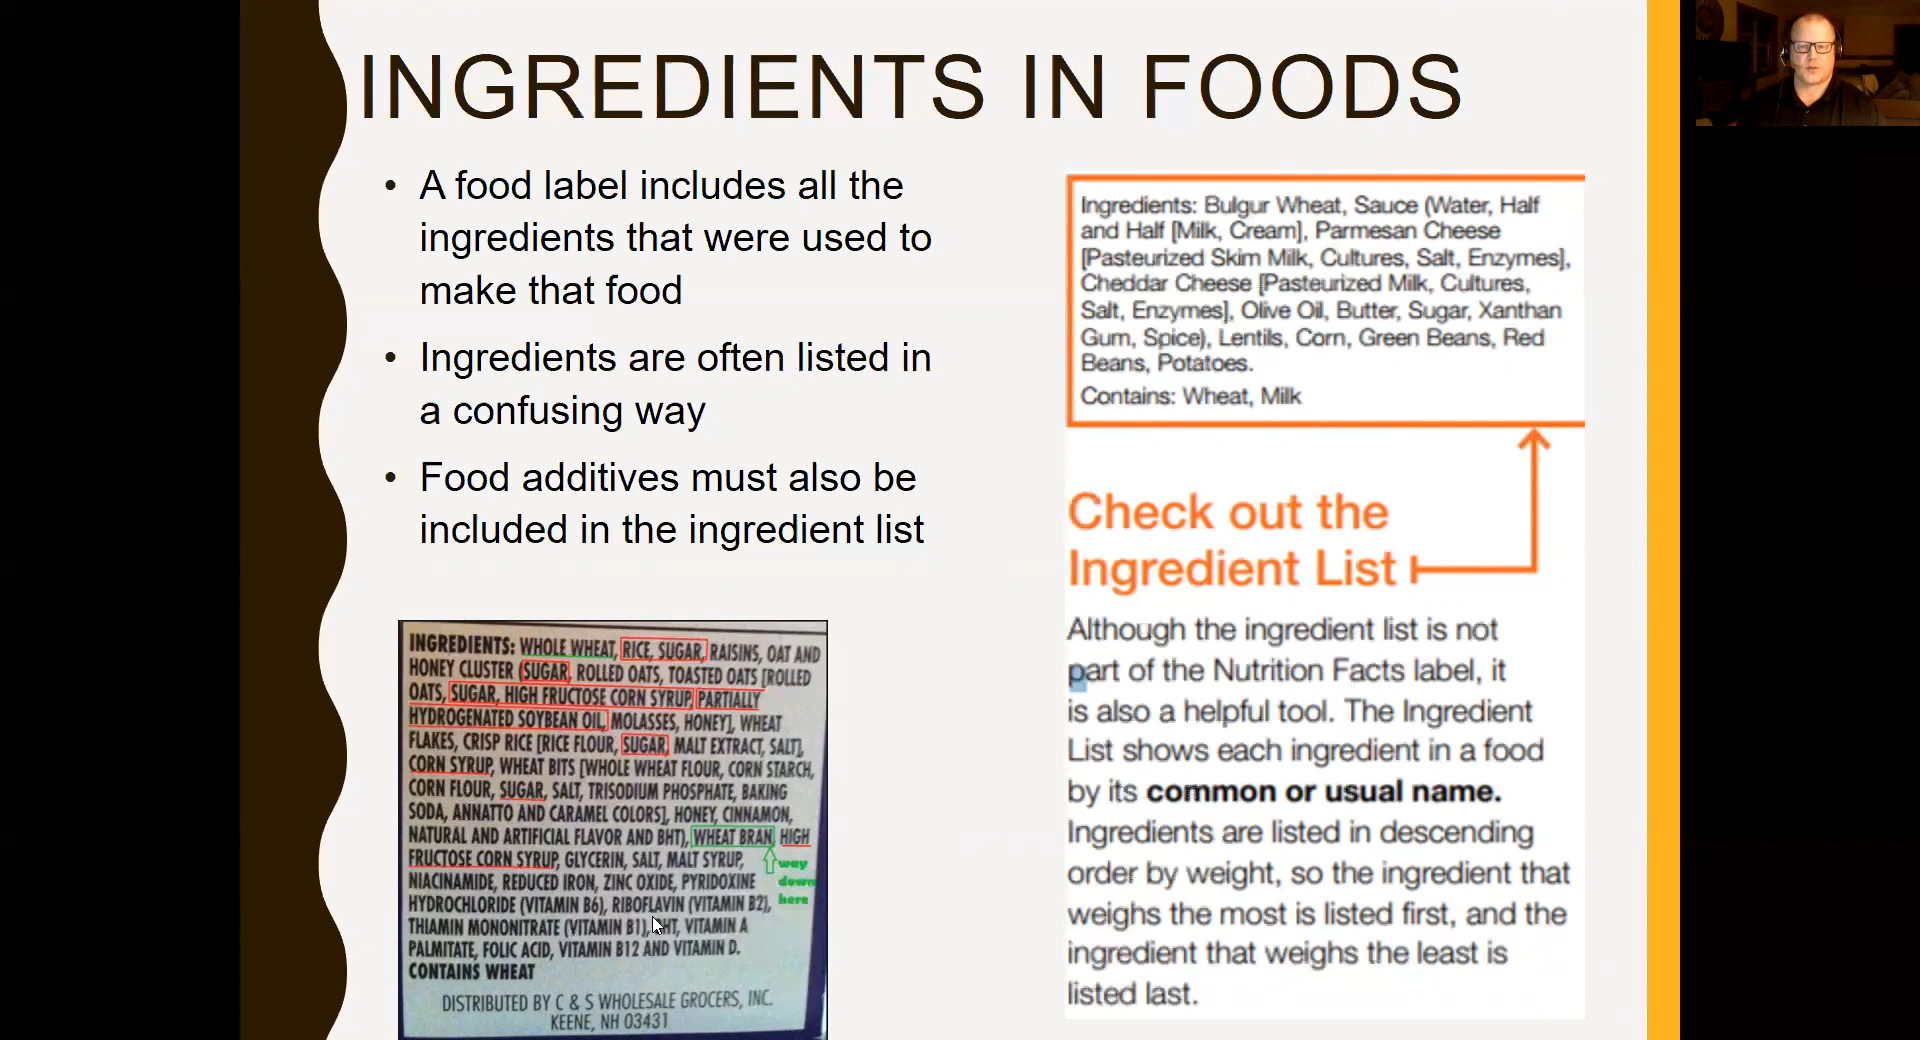 INGREDIENTS IN FOODS
• A food label includes all the
ingredients that were used to
make that food
• Ingredients are often listed in
a confusing way
• Food additives must also be
included in the ingredient list
INGREDIENTS: WHOLE WHEAT, RICE, SUGAR, RAISINS, OAT AND
HONEY CLUSTER (SUGAR, ROLLED OATS, TOASTED OATS [ROLLED
OATS, SUGAR, HIGH FRUCTOSE CORN SYRUP, PARTIALLY
HYDROGENATED SOYBEAN OIL, MOLASSES, HONEY], WHEAT
FLAKES, CRISP RICE [RICE FLOUR, SUGAR, MALT EXTRACT, SALT],
CORN SYRUP, WHEAT BITS [WHOLE WHEAT FLOUR, CORN STARCH,
CORN FLOUR, SUGAR, SALT, TRISODIUM PHOSPHATE, BAKING
SODA, ANNATTO AND CARAMEL COLORS], HONEY, CINNAMON,
NATURAL AND ARTIFICIAL FLAVOR AND BHT), WHEAT BRAN, HIGH
FRUCTOSE CORN SYRUP, GLYCERIN, SALT, MALT SYRUP,
way
NIACINAMIDE, REDUCED IRON, ZINC OXIDE, PYRIDOXINE
down
HYDROCHLORIDE (VITAMIN B6), RIBOFLAVIN (VITAMIN B2),
here
THIAMIN MONONITRATE (VITAMIN B1), BHT, VITAMIN A
PALMITATE, FOLIC ACID, VITAMIN B12 AND VITAMIN D.
CONTAINS WHEAT
DISTRIBUTED BY C & S WHOLESALE GROCERS, INC.
KEENE, NH 03431
Ingredients: Bulgur Wheat, Sauce (Water, Half
and Half [Milk, Cream], Parmesan Cheese
[Pasteurized Skim Milk, Cultures, Salt, Enzymes],
Cheddar Cheese [Pasteurized Milk, Cultures,
Salt, Enzymes], Olive Oil, Butter, Sugar, Xanthan
Gum, Spice), Lentils, Corn, Green Beans, Red
Beans, Potatoes.
Contains: Wheat, Milk
Check out the
Ingredient List
Although the ingredient list is not
part of the Nutrition Facts label, it
is also a helpful tool. The Ingredient
List shows each ingredient in a food
by its common or usual name.
Ingredients are listed in descending
order by weight, so the ingredient that
weighs the most is listed first, and the
ingredient that weighs the least is
listed last.